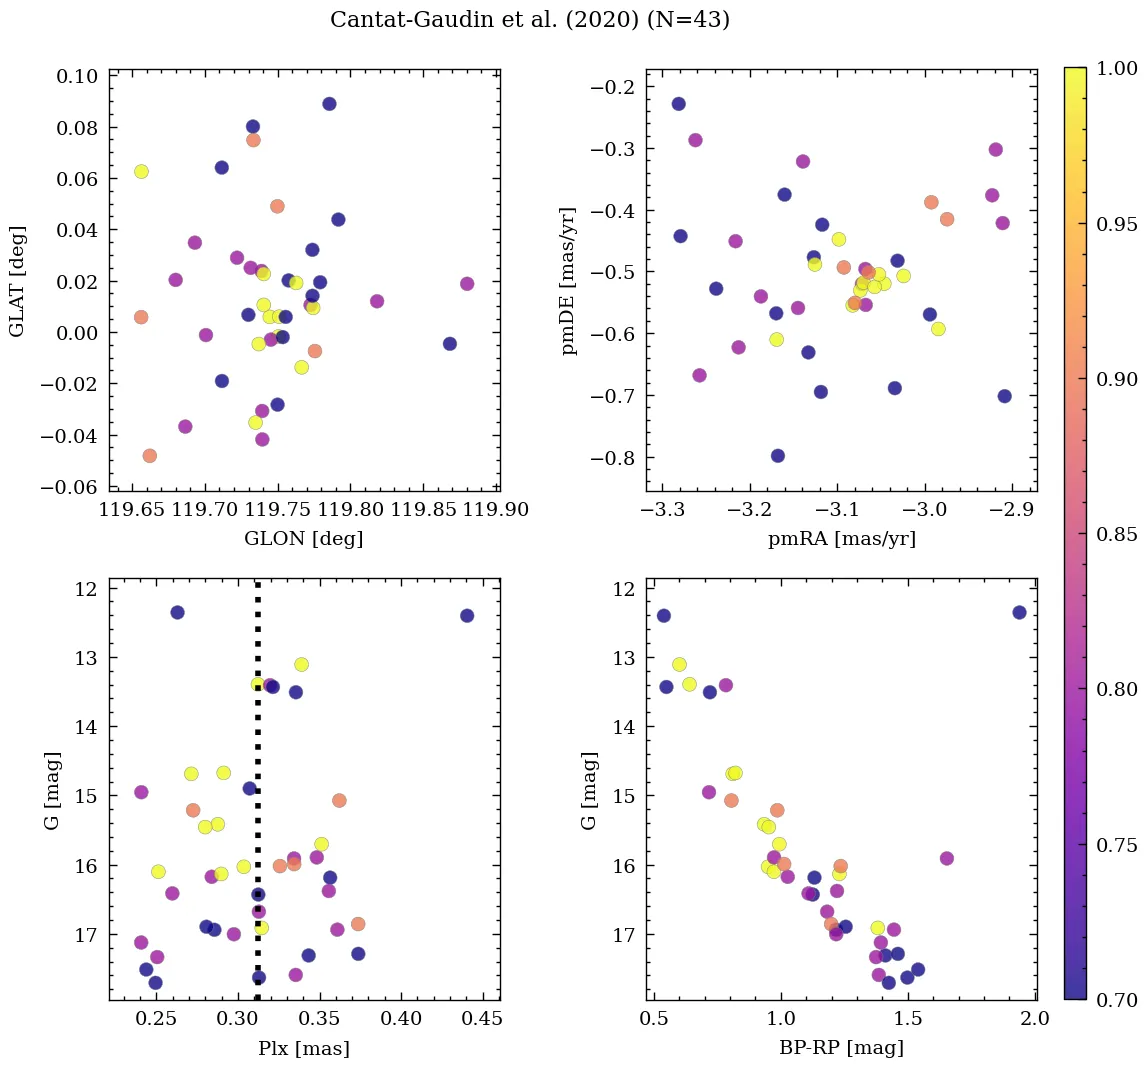 Cantat-Gaudin et al. (2020) (N=43)
0.10
0.08
0.06
0.04
0.02
0.00
−0.02
−0.04
−0.06
GLAT [deg]
119.65 119.70 119.75 119.80 119.85 119.90
GLON [deg]
−0.2
−0.3
−0.4
−0.5
−0.6
−0.7
−0.8
pmDE [mas/yr]
−3.3 −3.2 −3.1 −3.0 −2.9
pmRA [mas/yr]
12
13
14
15
16
17
G [mag]
0.25 0.30 0.35 0.40 0.45
Plx [mas]
12
13
14
15
16
17
G [mag]
0.5 1.0 1.5 2.0
BP-RP [mag]
1.00
0.95
0.90
0.85
0.80
0.75
0.70